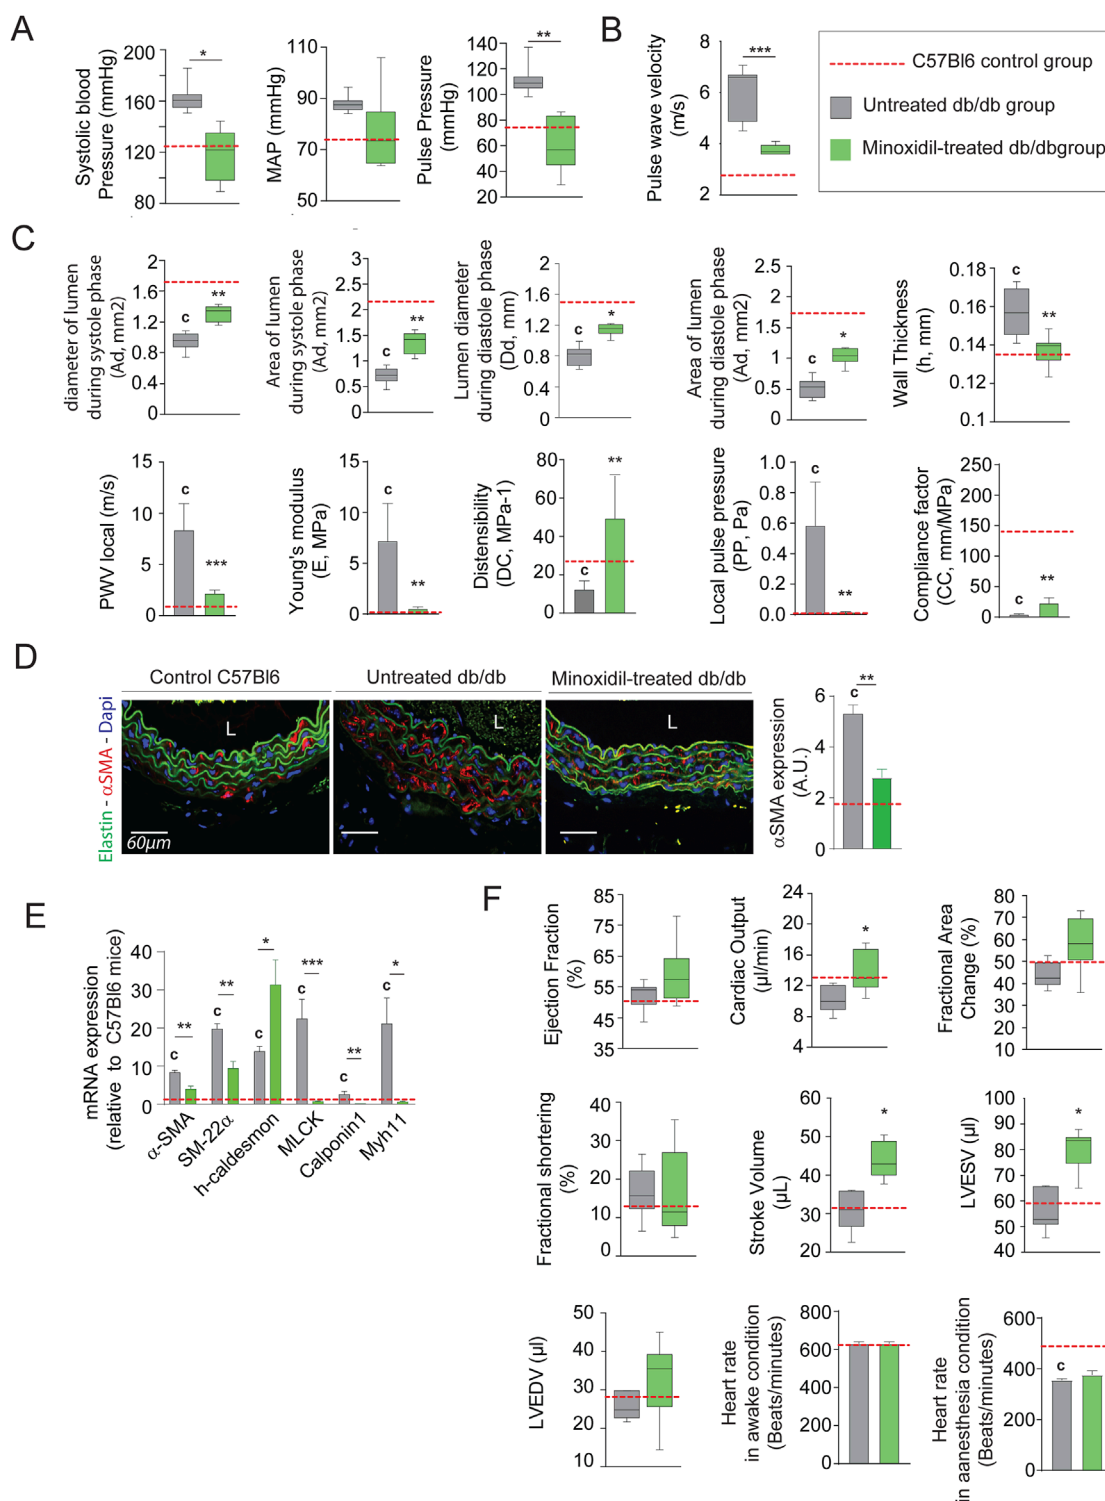 A
Systolic blood
Pressure (mmHg)
200
160
120
80
*
MAP (mmHg)
110
90
70
50
Pulse Pressure
(mmHg)
140
120
100
80
60
40
20
**
B
Pulse wave velocity
(m/s)
8
6
4
2
***
C57Bl6 control group
Untreated db/db group
Minoxidil-treated db/dbgroup
C
diameter of lumen
during systole phase
(Ad, mm2)
2
1.6
1.2
0.8
0.4
0
c
**
Area of lumen
during systole phase
(Ad, mm2)
3
2.5
2
1.5
1
0.5
0
c
**
Lumen diameter
during diastole phase
(Dd, mm)
2
1.6
1.2
0.8
0.4
0
c
*
Area of lumen
during diastole phase
(Ad, mm2)
2.5
2
1.5
1
0.5
0
c
*
Wall Thickness
(h, mm)
0.18
0.16
0.14
0.12
0.1
c
**
PWV local (m/s)
15
10
5
0
c
***
Young's modulus
(E, MPa)
15
10
5
0
c
**
Distensibility
(DC, MPa-1)
80
60
40
20
0
c
**
Local pulse pressure
(PP, Pa)
1.0
0.8
0.6
0.4
0.2
0.0
c
**
Compliance factor
(CC, mm/MPa)
250
200
150
100
50
0
c
**
D
Control C57Bl6
Untreated db/db
Minoxidil-treated db/db
Elastin - αSMA - Dapi
L
L
L
60µm
αSMA expression
(A.U.)
6
4
2
0
c
**
E
mRNA expression
(relative to C57Bl6 mice)
40
30
20
10
0
c
**
c
**
c
*
c
***
c
**
c
*
α-SMA
SM-22α
h-caldesmon
MLCK
Calponin1
Myh11
F
Ejection Fraction
(%)
85
75
65
55
45
35
Cardiac Output
(µl/min)
24
20
16
12
8
4
*
Fractional Area
Change (%)
80
70
60
50
40
30
20
10
Fractional shortering
(%)
40
30
20
10
0
Stroke Volume
(µL)
60
50
40
30
20
*
LVESV (µl)
100
90
80
70
60
50
40
*
LVEDV (µl)
50
40
30
20
10
Heart rate
in awake condition
(Beats/minutes)
800
600
400
200
0
Heart rate
in aanesthesia condition
(Beats/minutes)
600
400
200
0
c